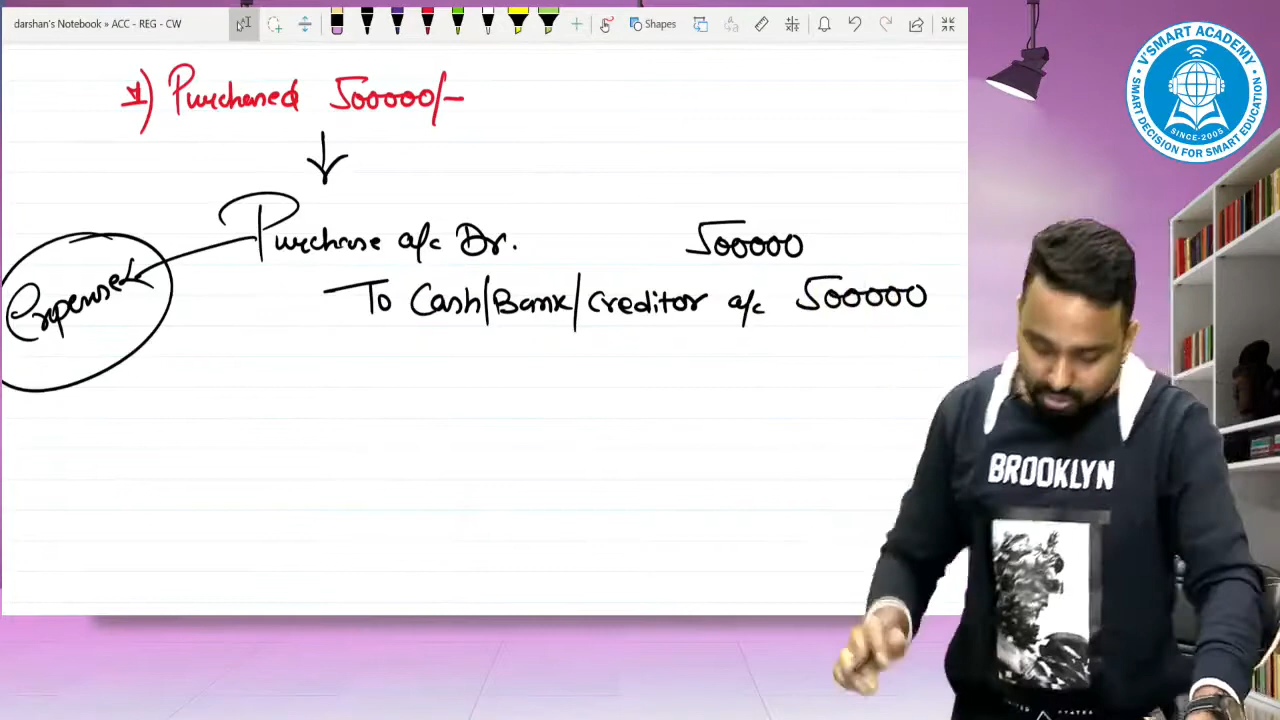 darshan's Notebook » ACC - REG - CW
Shapes
1) Purchased 500000/-
Purchase a/c Dr. 500000
Expense
To Cash/Bank/Creditor a/c 500000
V'SMART ACADEMY
SINCE-2005
SMART DECISION FOR SMART EDUCATION
BROOKLYN